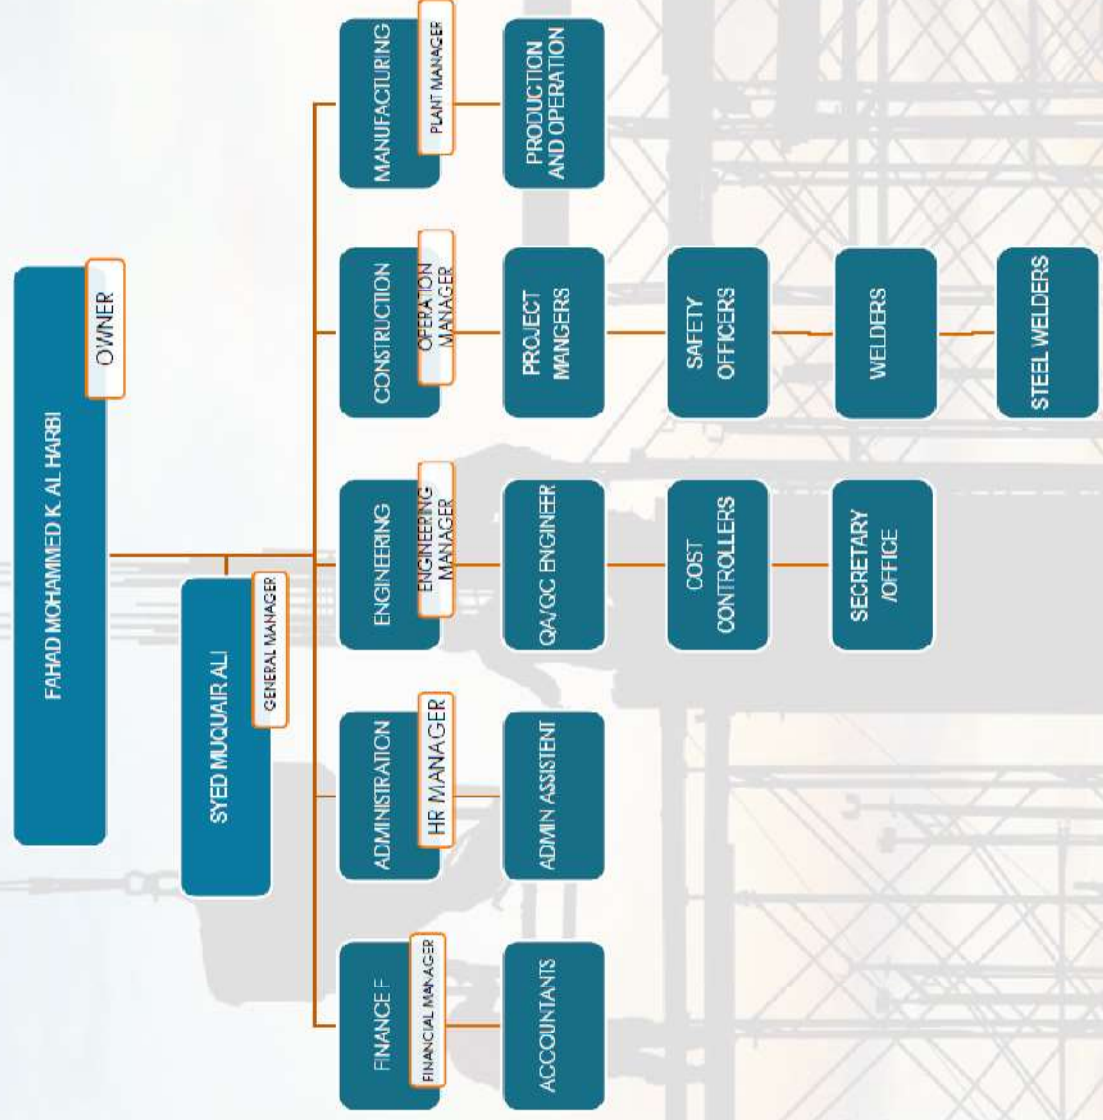 FAHAD MOHAMMED K. AL HARBI
OWNER
SYED MUQUAIR ALI
GENERAL MANAGER
FINANCE F
FINANCIAL MANAGER
ADMINISTRATION
HR MANAGER
ENGINEERING
ENGINEERING
MANAGER
CONSTRUCTION
OPERATION
MANAGER
MANUFACTURING
PLANT MANAGER
ACCOUNTANTS
ADMIN ASSISTENT
QA/QC ENGINEER
PROJECT
MANGERS
PRODUCTION
AND OPERATION
COST
CONTROLLERS
SAFETY
OFFICERS
SECRETARY
/OFFICE
WELDERS
STEEL WELDERS